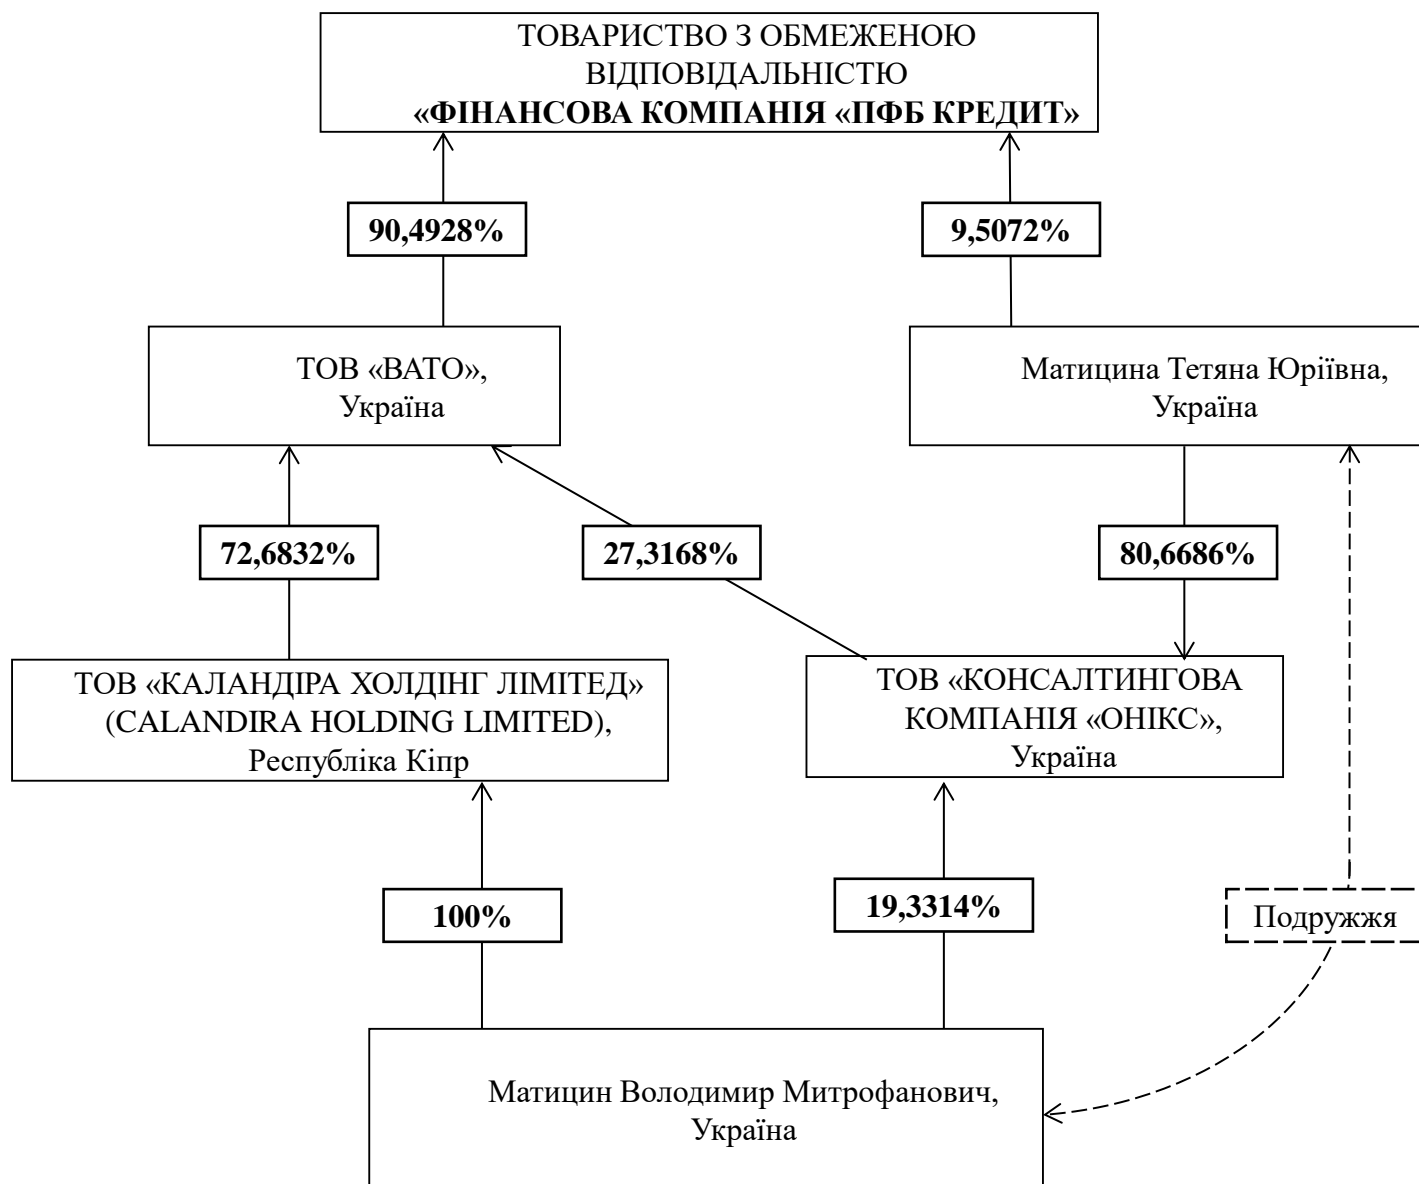 ТОВАРИСТВО З ОБМЕЖЕНОЮ
ВІДПОВІДАЛЬНІСТЮ
«ФІНАНСОВА КОМПАНІЯ «ПФБ КРЕДИТ»
90,4928%
9,5072%
ТОВ «ВАТО»,
Україна
Матицина Тетяна Юріївна,
Україна
72,6832%
27,3168%
80,6686%
ТОВ «КАЛАНДІРА ХОЛДІНГ ЛІМІТЕД»
(CALANDIRA HOLDING LIMITED),
Республіка Кіпр
ТОВ «КОНСАЛТИНГОВА
КОМПАНІЯ «ОНІКС»,
Україна
100%
19,3314%
Подружжя
Матицин Володимир Митрофанович,
Україна